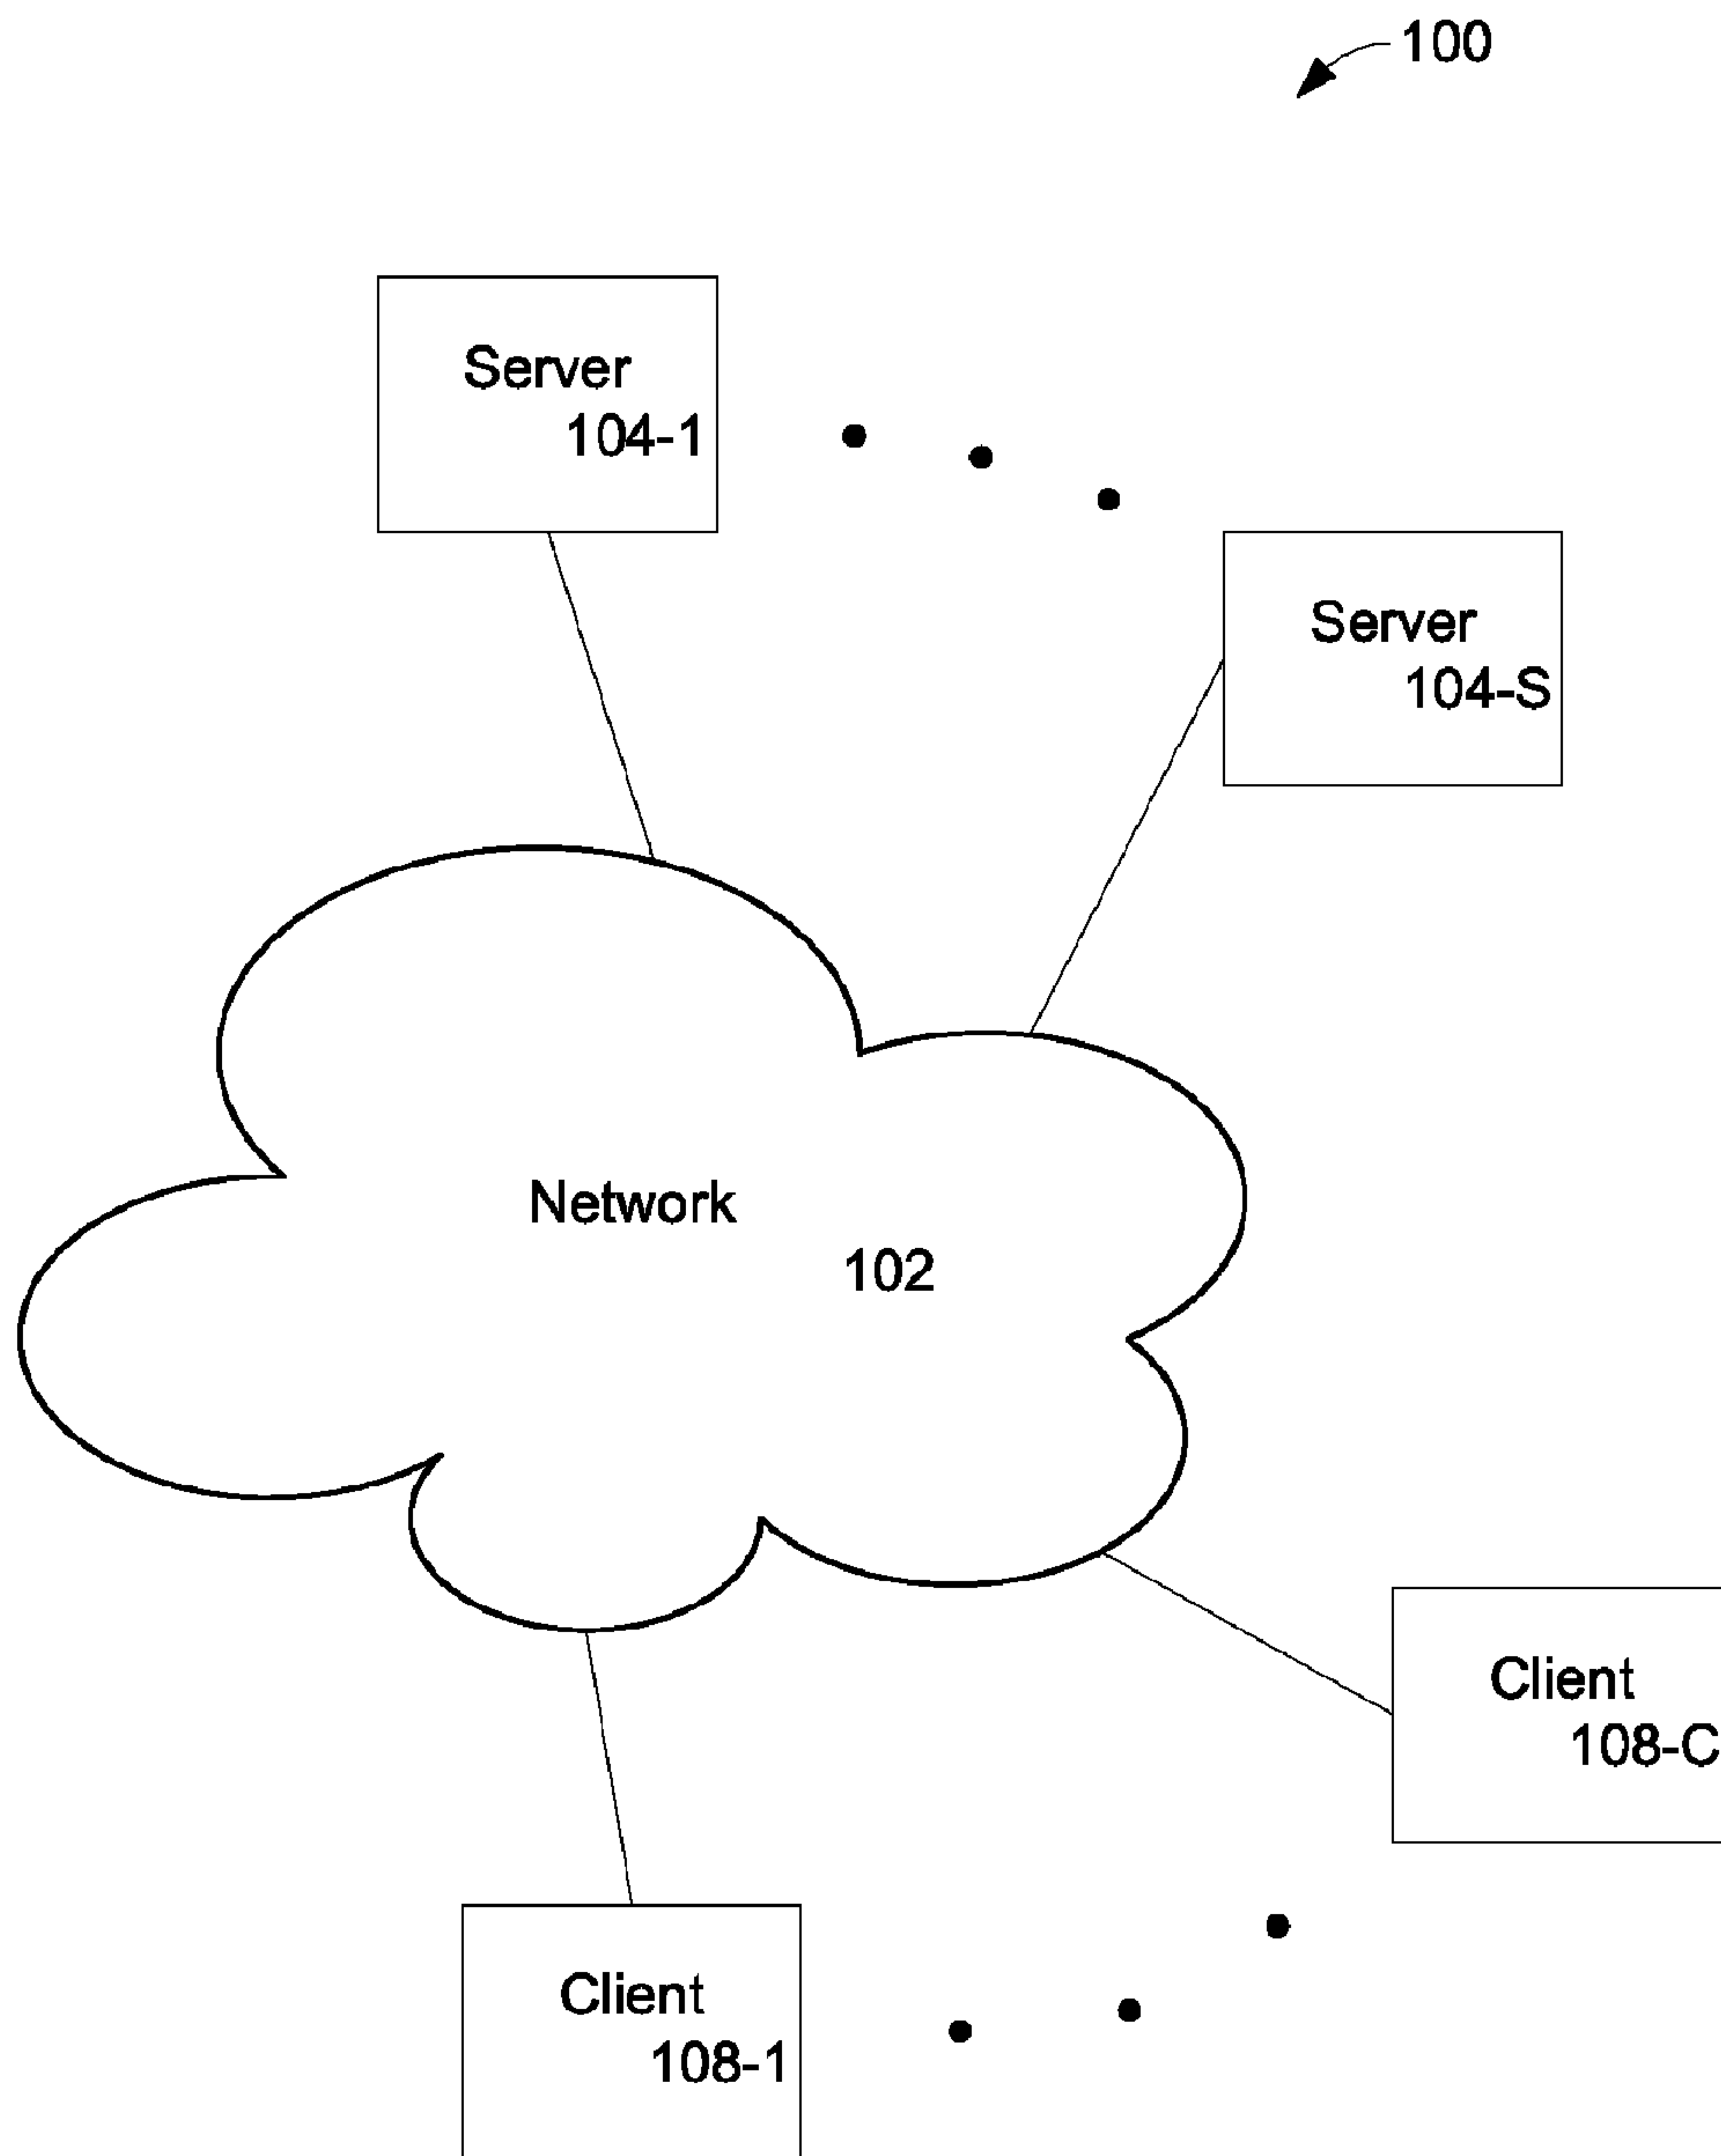 100
Server
104-1
Server
104-S
Network
102
Client
108-C
Client
108-1